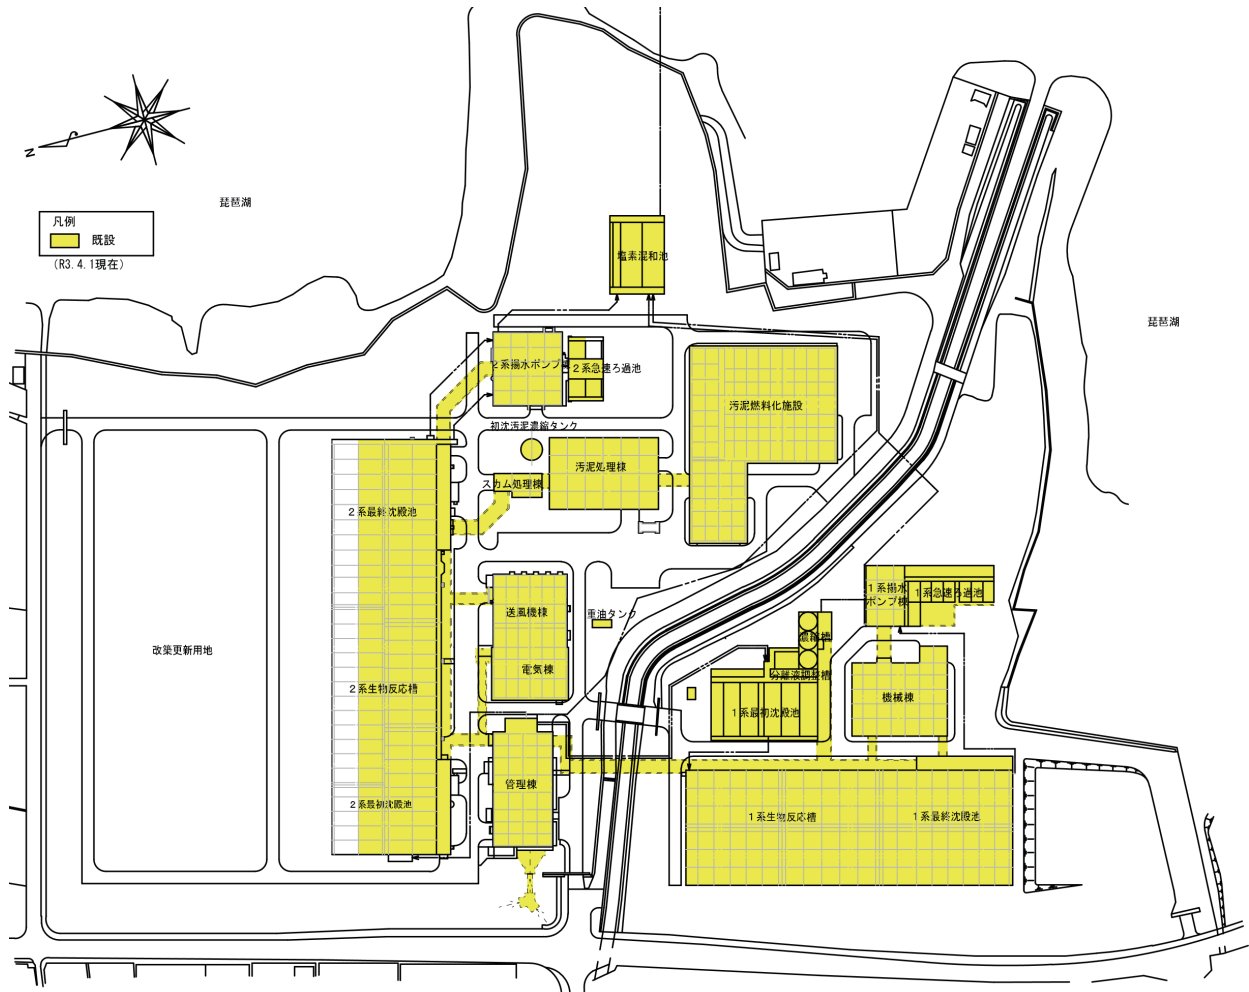 N
琵琶湖
凡例
既設
(R3.4.1現在)
塩素混和池
琵琶湖
2系揚水ポンプ棟
2系急速ろ過池
汚泥燃料化施設
初沈汚泥濃縮タンク
汚泥処理棟
スカム処理棟
2系最終沈殿池
1系揚水
ポンプ棟
1系急速ろ過池
送風機棟
重油タンク
濃縮槽
改築更新用地
電気棟
分離液調整槽
2系生物反応槽
機械棟
1系最初沈殿池
管理棟
2系最初沈殿池
1系生物反応槽
1系最終沈殿池